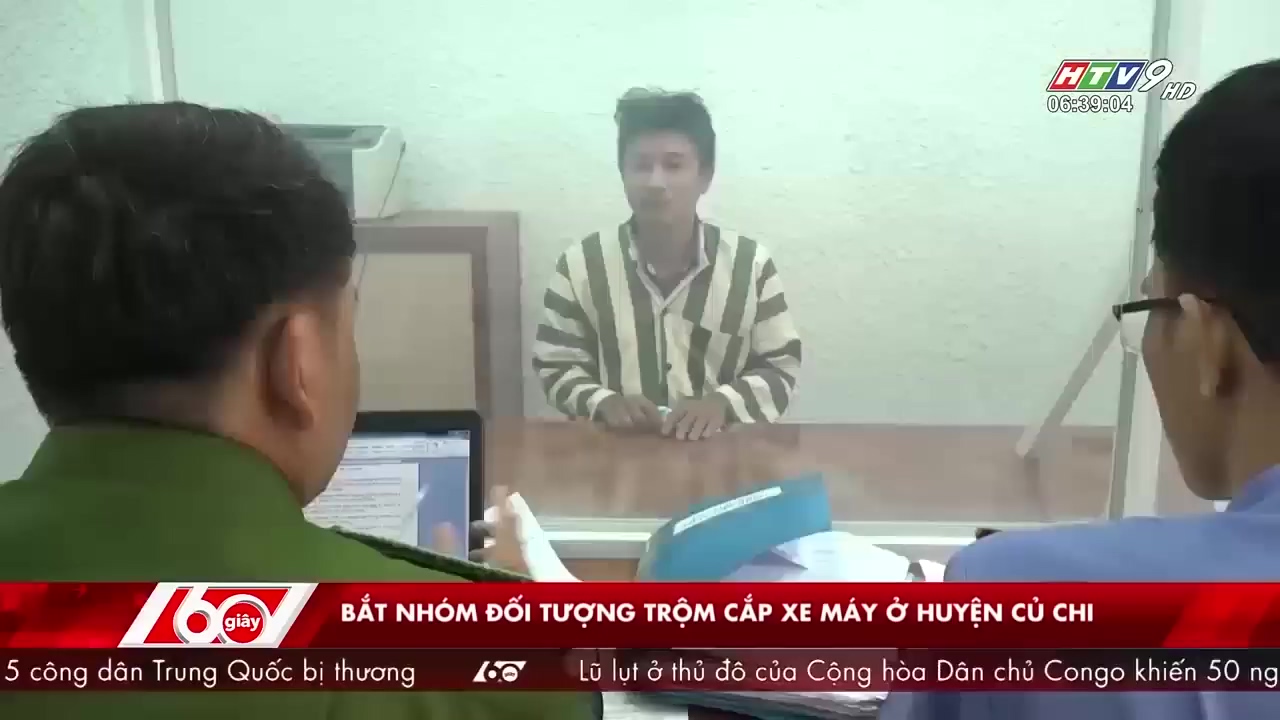 HTV9 HD
06:39:04
60 giây
BẮT NHÓM ĐỐI TƯỢNG TRỘM CẮP XE MÁY Ở HUYỆN CỦ CHI
5 công dân Trung Quốc bị thương
60 giây
Lũ lụt ở thủ đô của Cộng hòa Dân chủ Congo khiến 50 ng